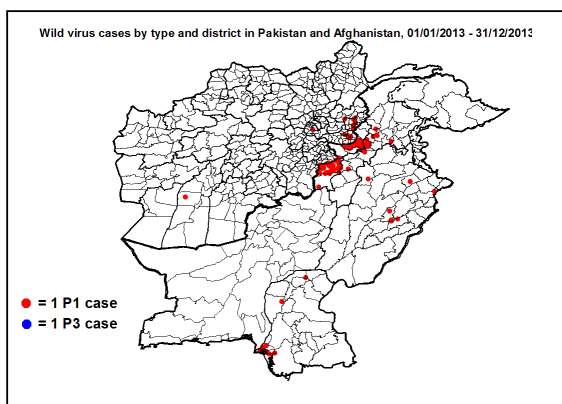 Wild virus cases by type and district in Pakistan and Afghanistan, 01/01/2013 - 31/12/2013
= 1 P1 case
= 1 P3 case